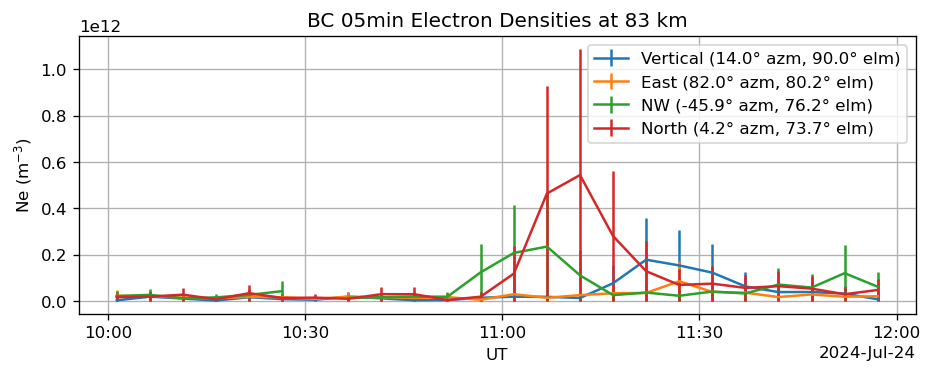 BC 05min Electron Densities at 83 km
1e12
Vertical (14.0° azm, 90.0° elm)
East (82.0° azm, 80.2° elm)
NW (-45.9° azm, 76.2° elm)
North (4.2° azm, 73.7° elm)
Ne (m⁻³)
1.0
0.8
0.6
0.4
0.2
0.0
10:00 10:30 11:00 11:30 12:00
UT
2024-Jul-24